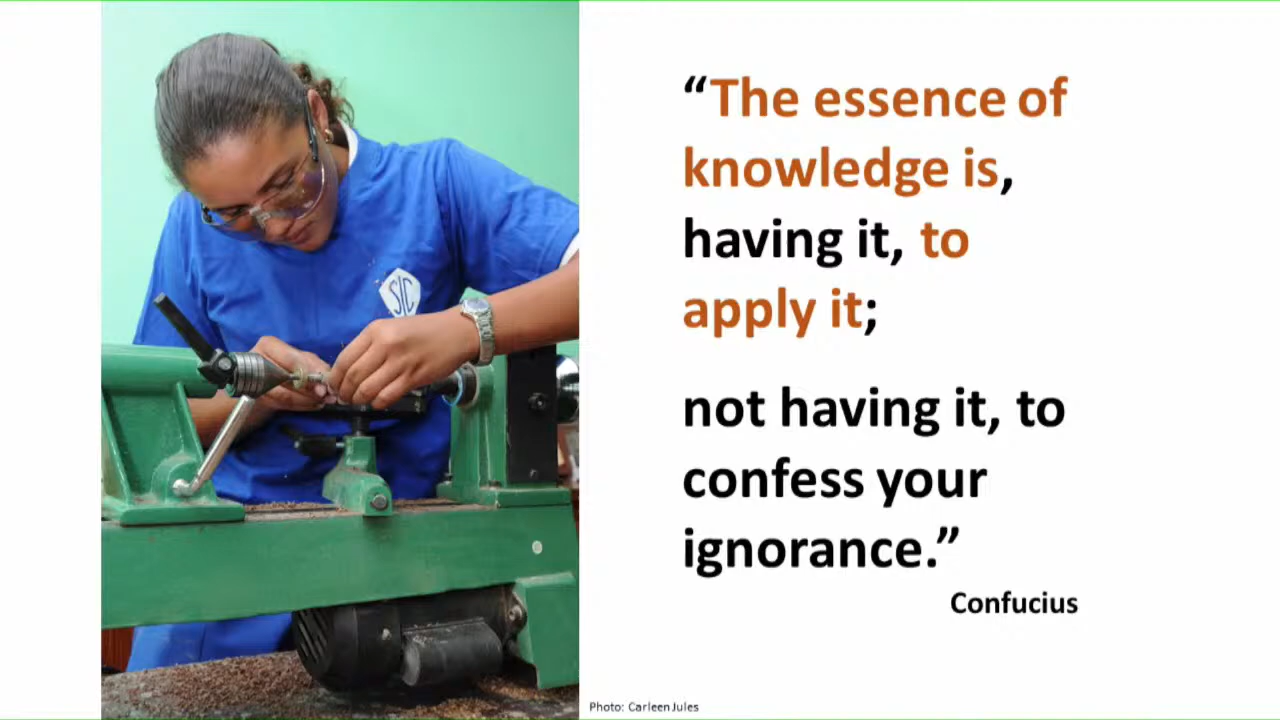 SIC
“The essence of
knowledge is,
having it, to
apply it;
not having it, to
confess your
ignorance.”
Confucius
Photo: Carleen Jules